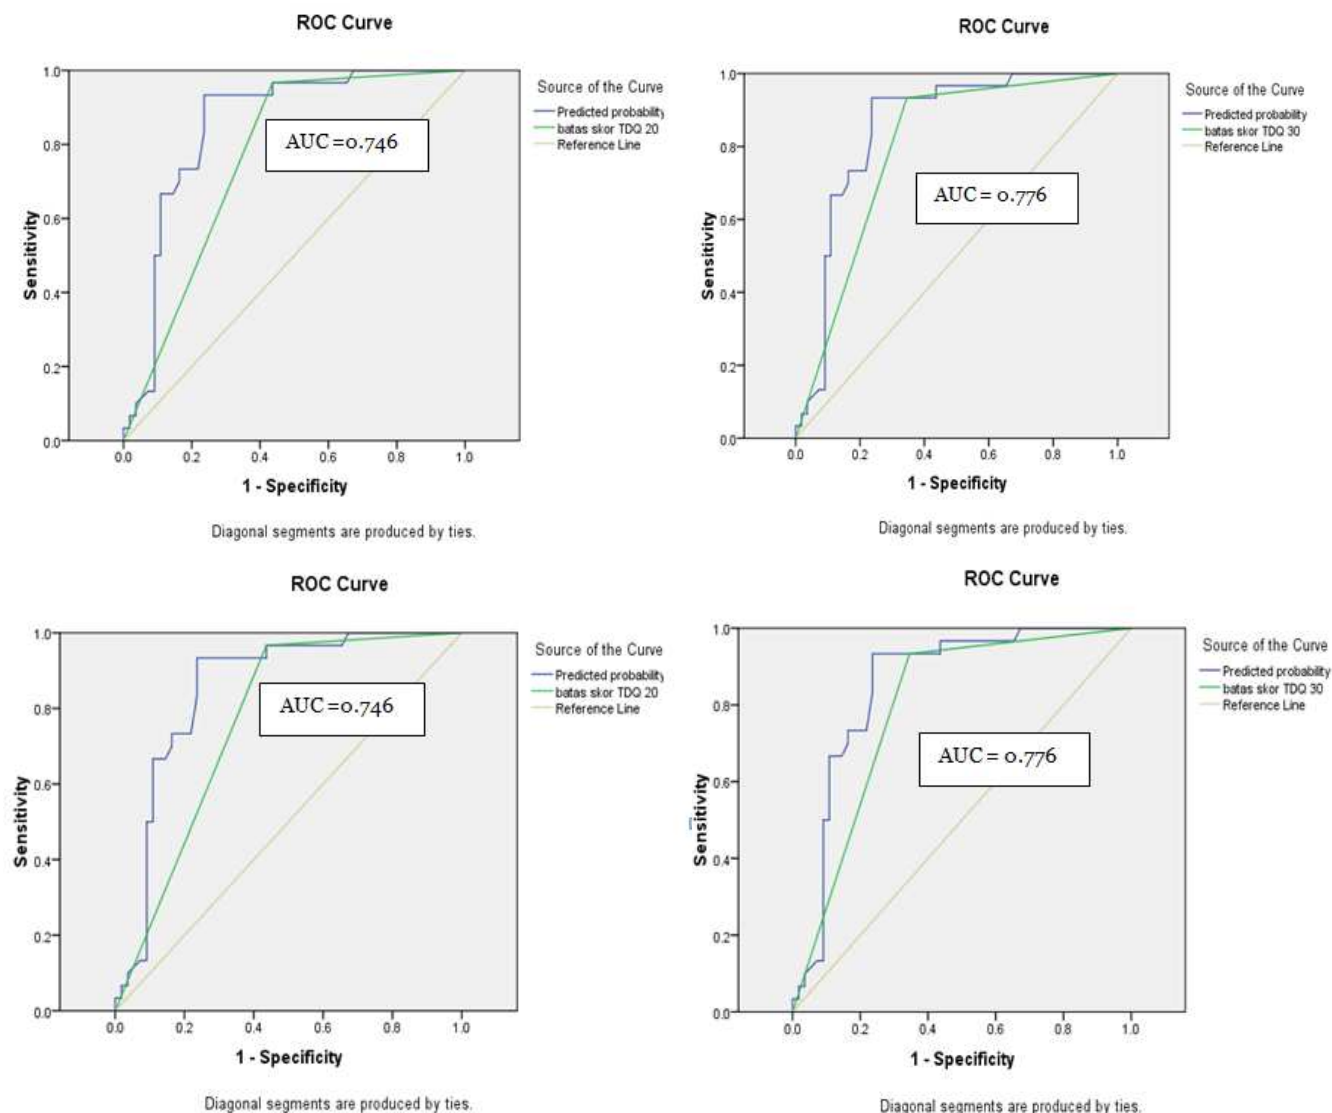 ROC Curve
Source of the Curve
Predicted probability
batas skor TDQ 20
Reference Line
AUC =0.746
Sensitivity
1.0
0.8
0.6
0.4
0.2
0.0
0.0 0.2 0.4 0.6 0.8 1.0
1 - Specificity
Diagonal segments are produced by ties.
ROC Curve
Source of the Curve
Predicted probability
batas skor TDQ 30
Reference Line
AUC = 0.776
Sensitivity
1.0
0.8
0.6
0.4
0.2
0.0
0.0 0.2 0.4 0.6 0.8 1.0
1 - Specificity
Diagonal segments are produced by ties.
ROC Curve
Source of the Curve
Predicted probability
batas skor TDQ 20
Reference Line
AUC =0.746
Sensitivity
1.0
0.8
0.6
0.4
0.2
0.0
0.0 0.2 0.4 0.6 0.8 1.0
1 - Specificity
Diagonal segments are produced by ties.
ROC Curve
Source of the Curve
Predicted probability
batas skor TDQ 30
Reference Line
AUC = 0.776
Sensitivity
1.0
0.8
0.6
0.4
0.2
0.0
0.0 0.2 0.4 0.6 0.8 1.0
1 - Specificity
Diagonal segments are produced by ties.